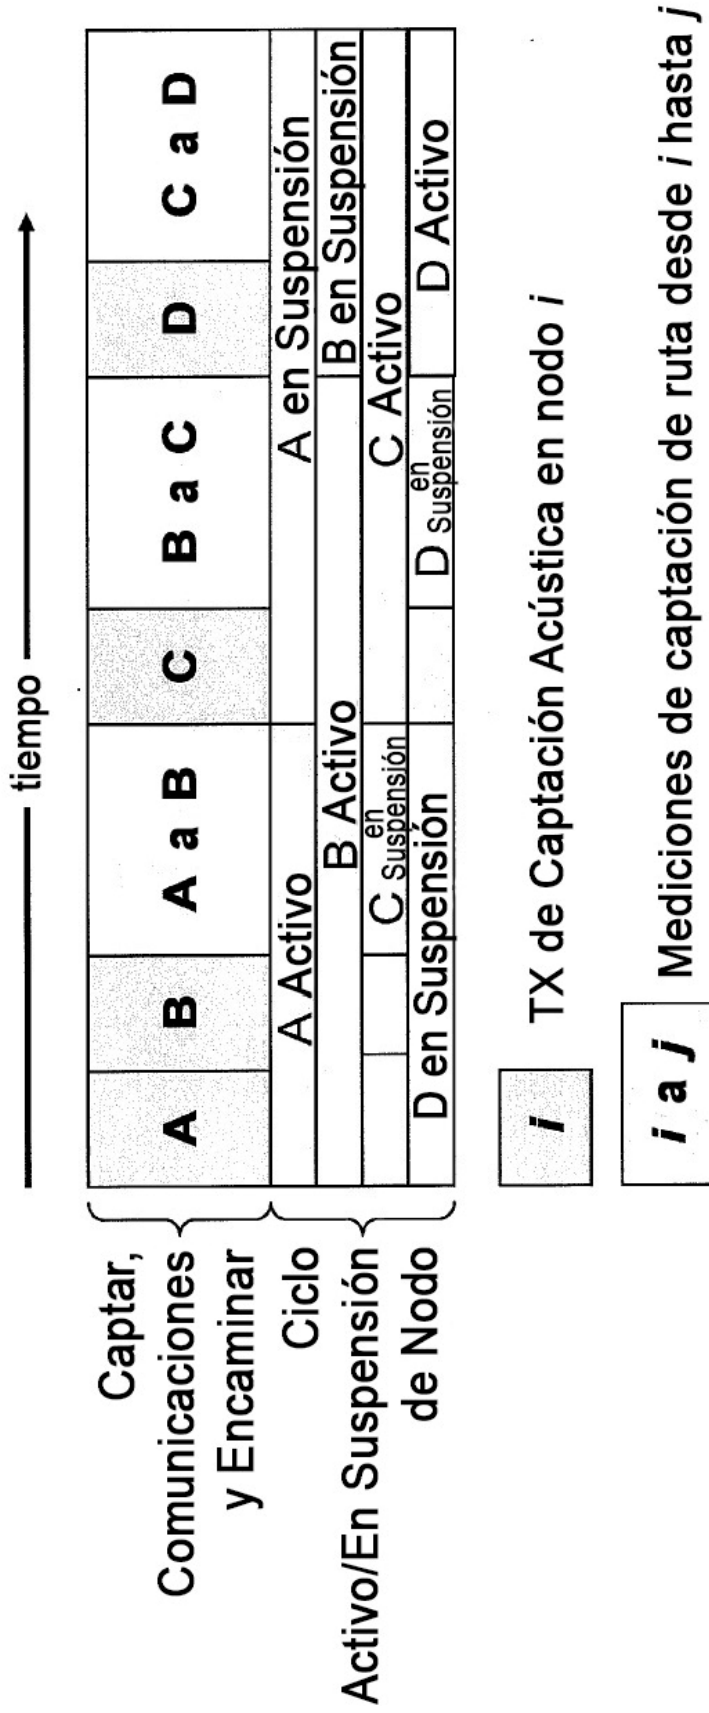 tiempo
Captar,
Comunicaciones
y Encaminar
A
B
A a B
C
B a C
D
C a D
Ciclo
Activo/En Suspensión
de Nodo
A Activo
A en Suspensión
B Activo
B en Suspensión
C en
Suspensión
C Activo
D en Suspensión
D en
Suspensión
D Activo
i
TX de Captación Acústica en nodo i
i a j
Mediciones de captación de ruta desde i hasta j